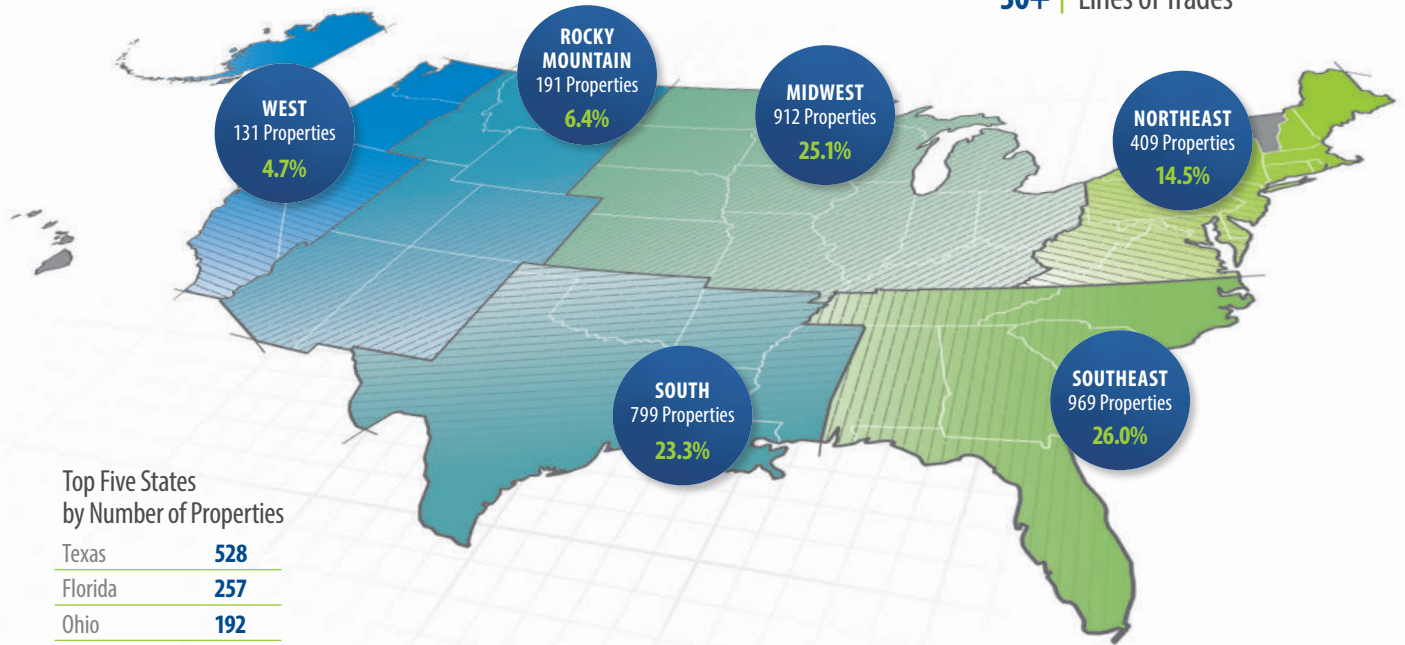 30+ | Lines of Trades
ROCKY
MOUNTAIN
191 Properties
6.4%
WEST
131 Properties
4.7%
MIDWEST
912 Properties
25.1%
NORTHEAST
409 Properties
14.5%
SOUTH
799 Properties
23.3%
SOUTHEAST
969 Properties
26.0%
Top Five States
by Number of Properties
Texas 528
Florida 257
Ohio 192